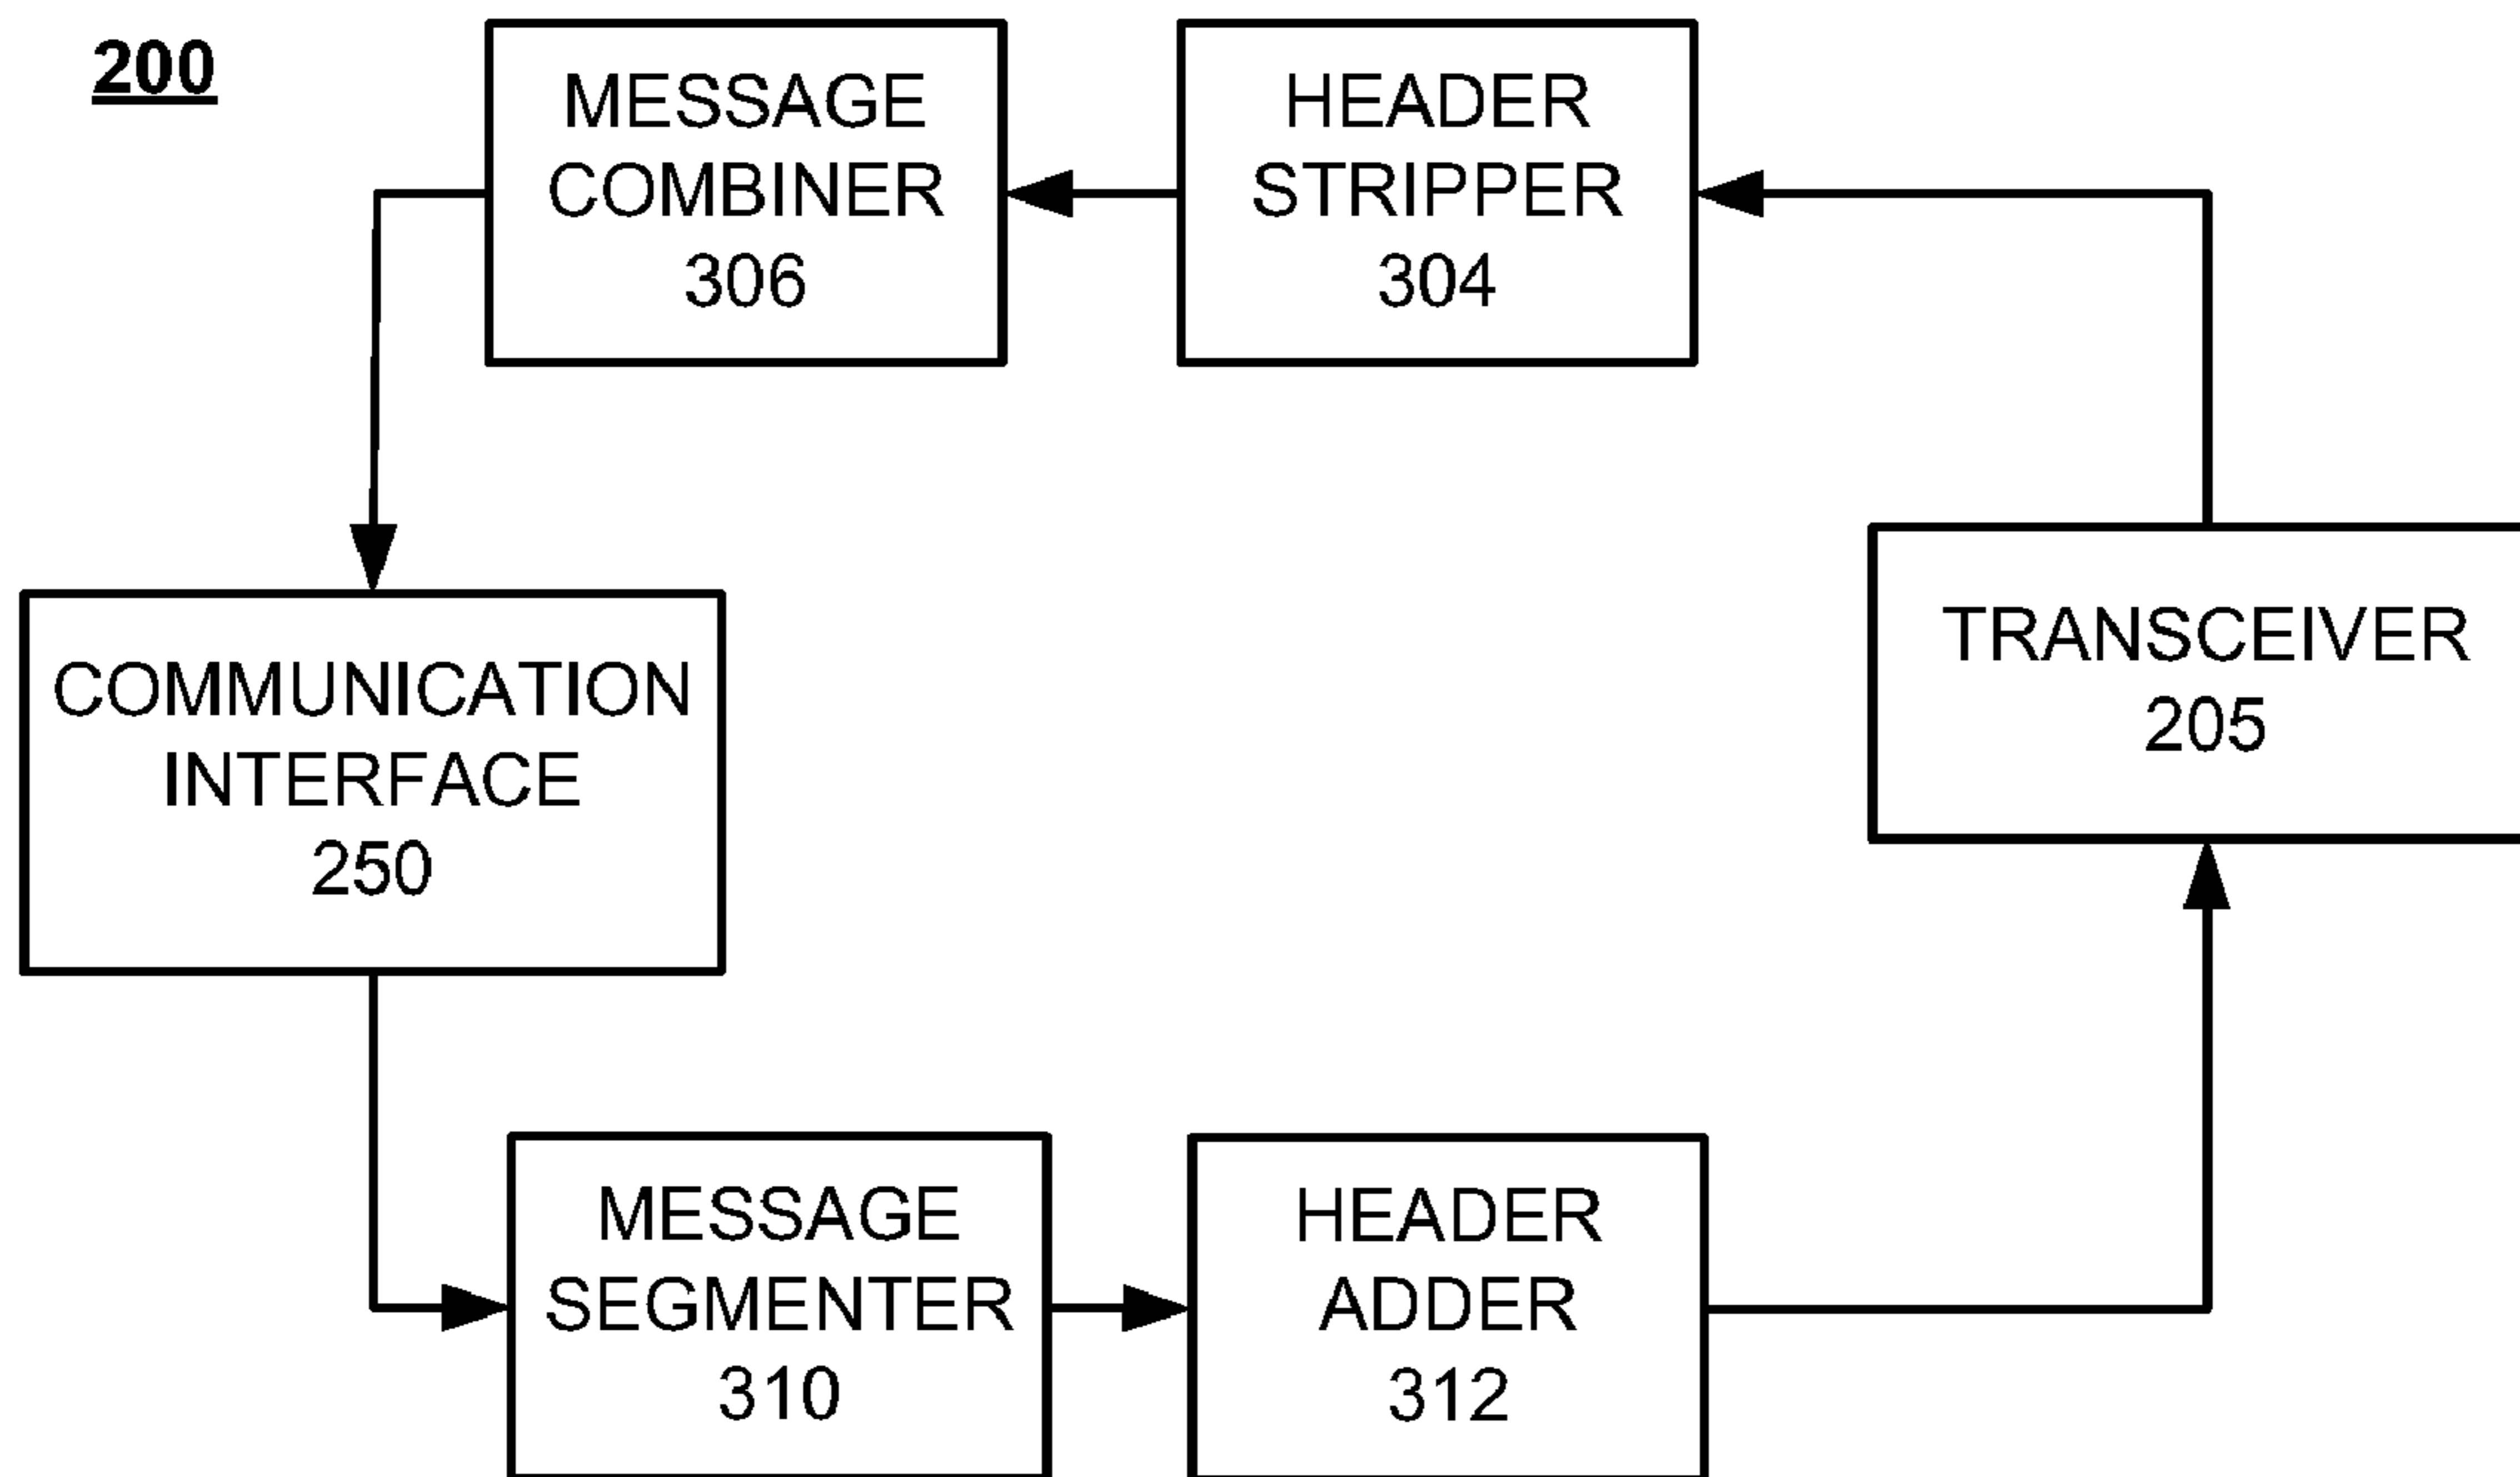 200
MESSAGE
COMBINER
306
HEADER
STRIPPER
304
COMMUNICATION
INTERFACE
250
TRANSCEIVER
205
MESSAGE
SEGMENTER
310
HEADER
ADDER
312